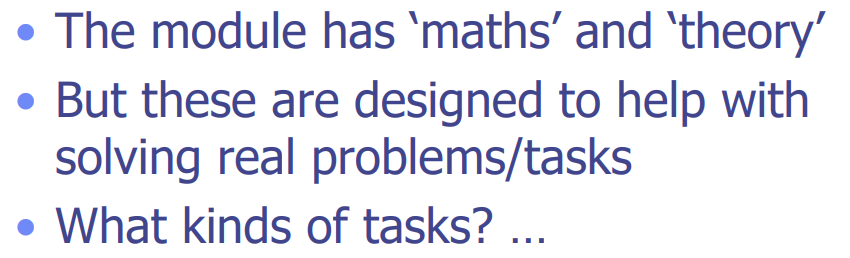 • The module has ‘maths’ and ‘theory’
• But these are designed to help with
solving real problems/tasks
• What kinds of tasks? …